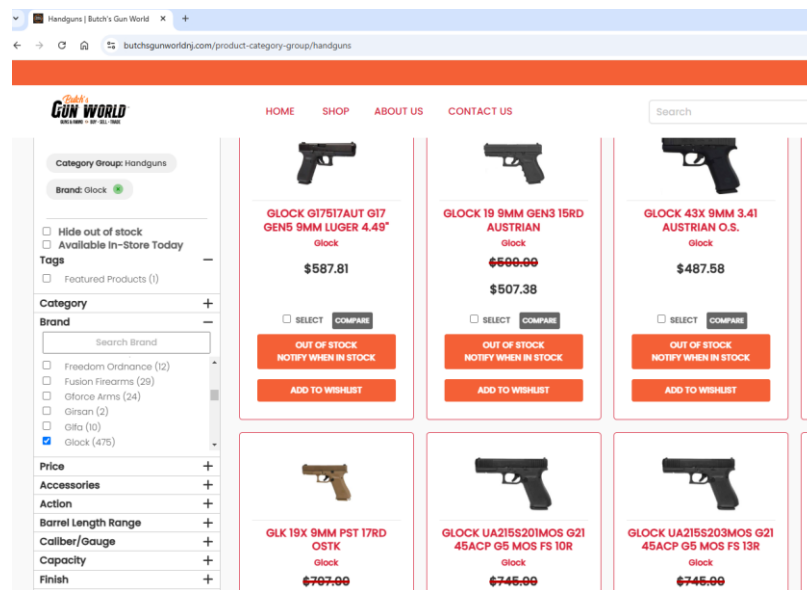 Handguns | Butch's Gun World
butchsgunworldnj.com/product-category-group/handguns
Butch's
GUN WORLD
HOME SHOP ABOUT US CONTACT US
Search
Category Group: Handguns
Brand: Glock
Hide out of stock
Available In-Store Today
Tags
Featured Products (1)
Category
Brand
Search Brand
Freedom Ordnance (12)
Fusion Firearms (29)
Gforce Arms (24)
Girsan (2)
Glfa (10)
Glock (475)
Price
Accessories
Action
Barrel Length Range
Caliber/Gauge
Capacity
Finish
GLOCK G17517AUT G17
GEN5 9MM LUGER 4.49"
Glock
$587.81
SELECT COMPARE
OUT OF STOCK
NOTIFY WHEN IN STOCK
ADD TO WISHLIST
GLOCK 19 9MM GEN3 15RD
AUSTRIAN
Glock
$599.00
$507.38
SELECT COMPARE
OUT OF STOCK
NOTIFY WHEN IN STOCK
ADD TO WISHLIST
GLOCK 43X 9MM 3.41
AUSTRIAN O.S.
Glock
$487.58
SELECT COMPARE
OUT OF STOCK
NOTIFY WHEN IN STOCK
ADD TO WISHLIST
GLK 19X 9MM PST 17RD
OSTK
Glock
$707.00
GLOCK UA215S201MOS G21
45ACP G5 MOS FS 10R
Glock
$745.00
GLOCK UA215S203MOS G21
45ACP G5 MOS FS 13R
Glock
$745.00